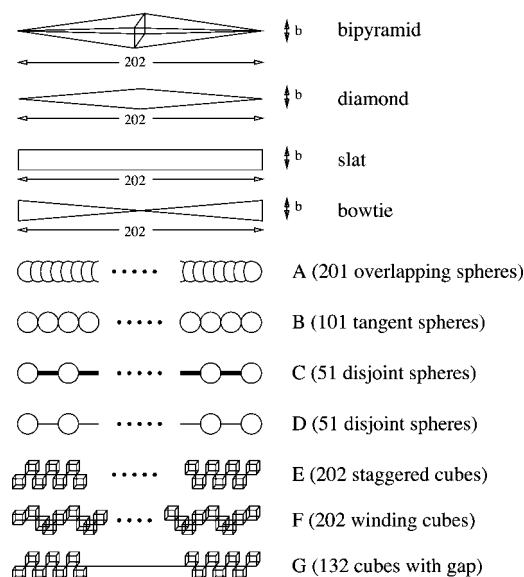 b bipyramid
202
b diamond
202
b slat
202
b bowtie
202
A (201 overlapping spheres)
B (101 tangent spheres)
C (51 disjoint spheres)
D (51 disjoint spheres)
E (202 staggered cubes)
F (202 winding cubes)
G (132 cubes with gap)